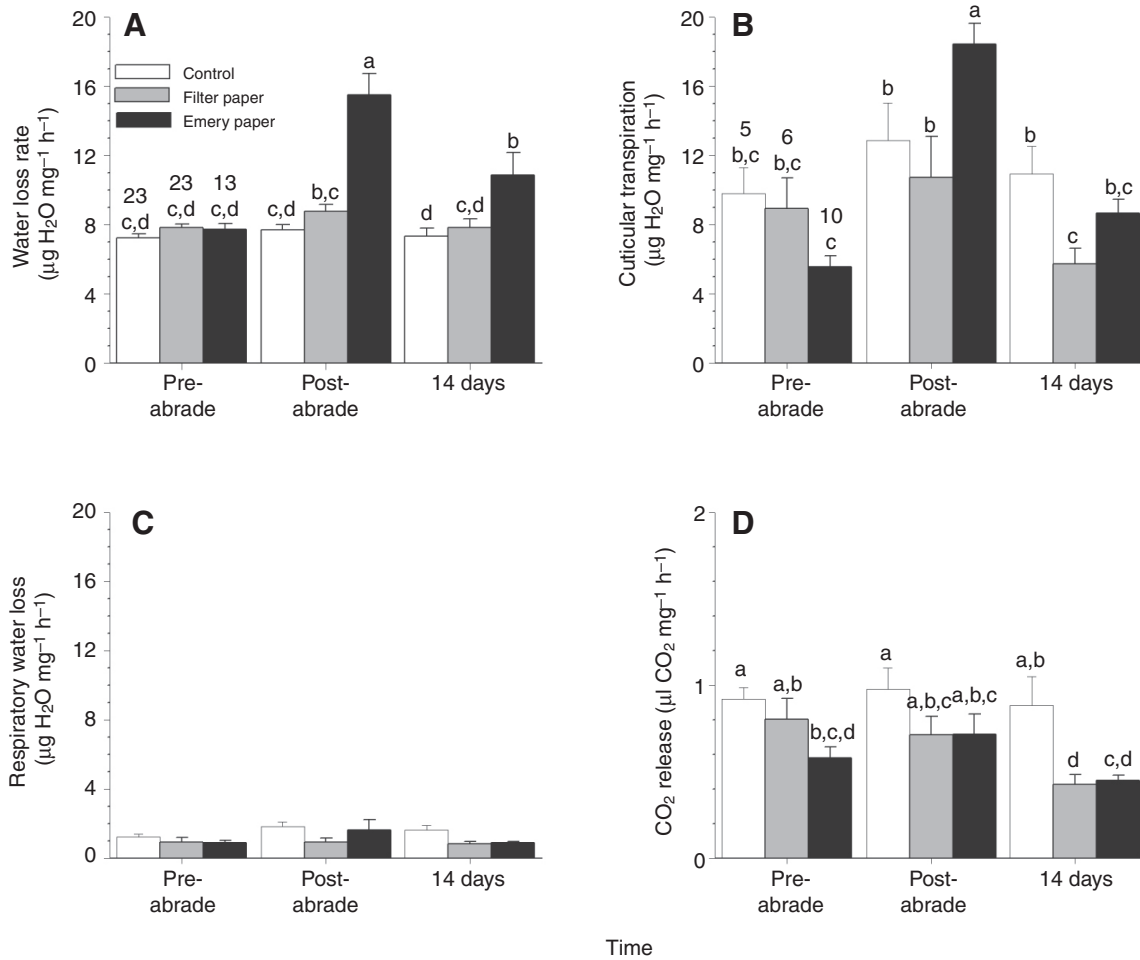 A
20
16
12
8
4
0
Water loss rate
(μg H₂O mg⁻¹ h⁻¹)
Control
Filter paper
Emery paper
23
c,d
23
c,d
13
c,d
c,d
b,c
a
d
c,d
b
Pre-
abrade
Post-
abrade
14 days
B
20
16
12
8
4
0
Cuticular transpiration
(μg H₂O mg⁻¹ h⁻¹)
5
b,c
6
b,c
10
c
b
b
a
b
c
b,c
Pre-
abrade
Post-
abrade
14 days
C
20
16
12
8
4
0
Respiratory water loss
(μg H₂O mg⁻¹ h⁻¹)
Pre-
abrade
Post-
abrade
14 days
D
2
1
0
CO₂ release (μl CO₂ mg⁻¹ h⁻¹)
a
a,b
b,c,d
a
a,b,c
a,b,c
a,b
d
c,d
Pre-
abrade
Post-
abrade
14 days
Time